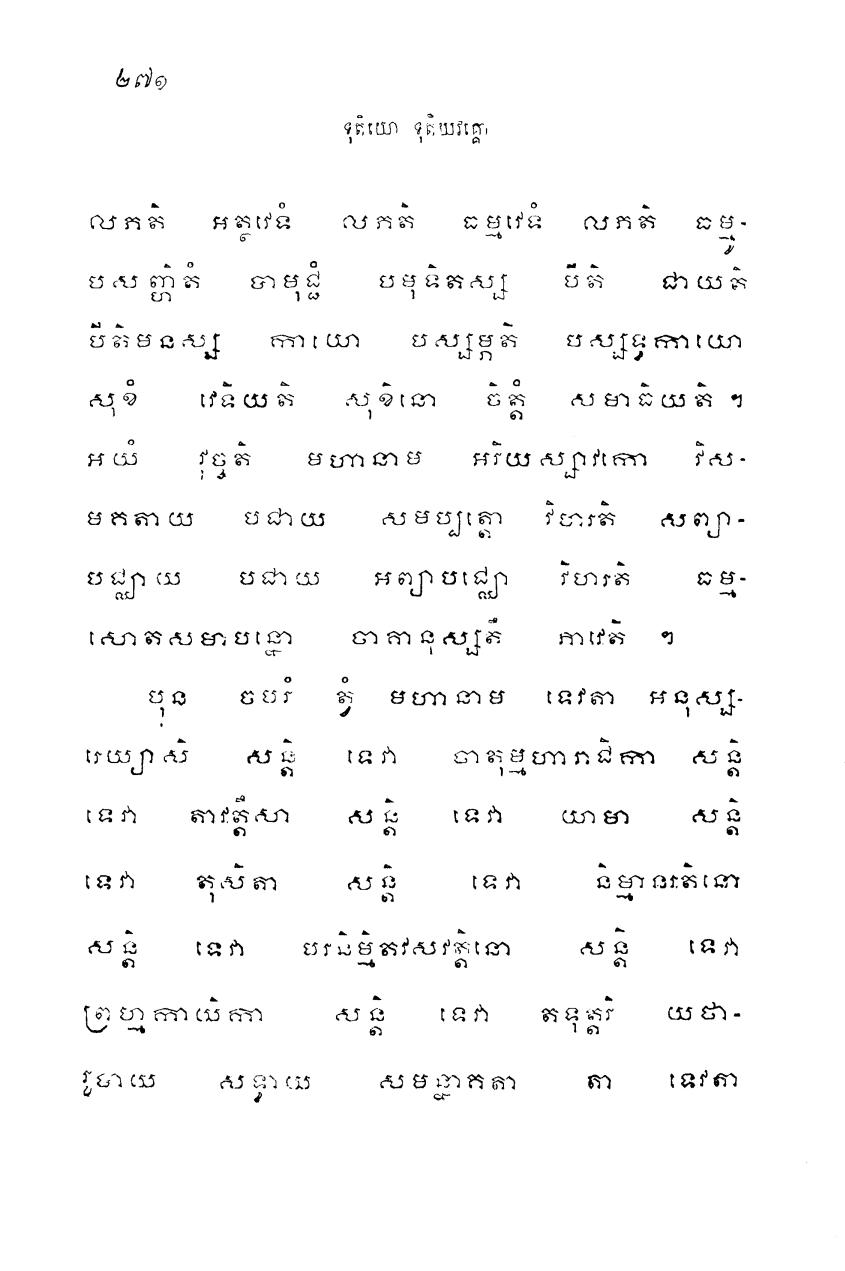 ២៧១
ទុតិយោ ទុតិយវគ្គោ
លភតិ អត្ថវេទំ លភតិ ធម្មវេទំ លភតិ ធម្មូ-
បសញ្ហិតំ បាមុជ្ជំ បមុទិតស្ស បីតិ ជាយតិ
បីតិមនស្ស កាយោ បស្សម្ភតិ បស្សទ្ធកាយោ
សុខំ វេទិយតិ សុខិនោ ចិត្តំ សមាធិយតិ ។
អយំ វុច្ចតិ មហានាម អរិយស្សាវកោ វិស-
មគតាយ បជាយ សមប្បត្តោ វិហរតិ សព្យា-
បជ្ឈាយ បជាយ អព្យាបជ្ឈោ វិហរតិ ធម្ម-
សោតសមាបន្នោ ចាគានុស្សតឹ ភាវេតិ ។
បុន ចបរំ ត្វំ មហានាម ទេវតា អនុស្ស-
រេយ្យាសិ សន្តិ ទេវា ចាតុម្មហារាជិកា សន្តិ
ទេវា តាវត្តឹសា សន្តិ ទេវា យាមា សន្តិ
ទេវា តុសិតា សន្តិ ទេវា និម្មានរតិនោ
សន្តិ ទេវា បរនិម្មិតវសវត្តិនោ សន្តិ ទេវា
ព្រហ្មកាយិកា សន្តិ ទេវា តទុត្តរិ យថា-
រូបាយ សទ្ធាយ សមន្នាគតា តា ទេវតា